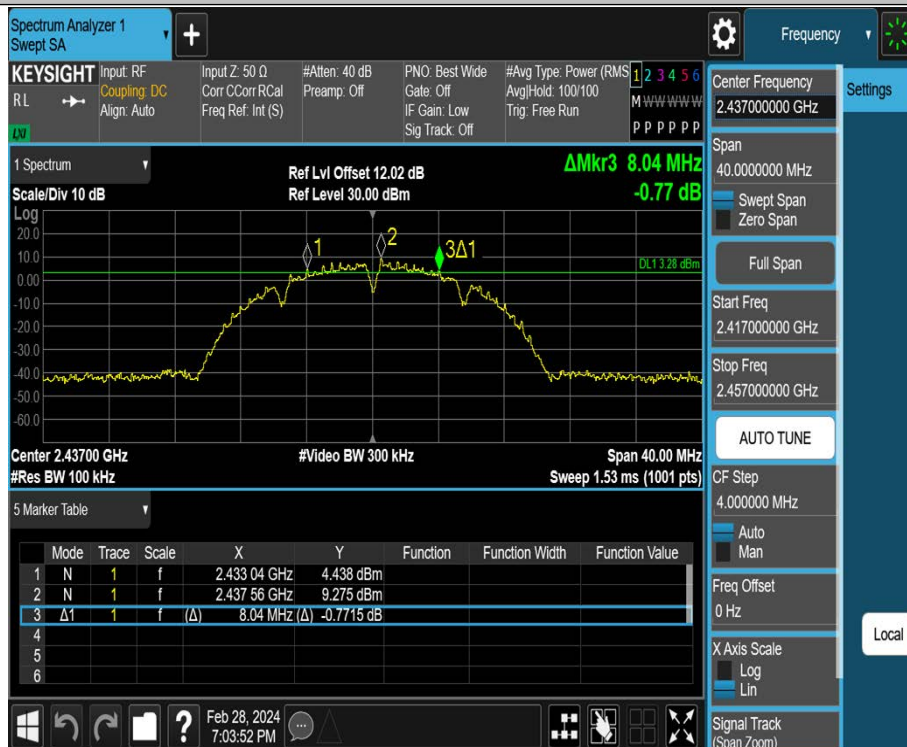 Spectrum Analyzer 1
Swept SA
+
Frequency
KEYSIGHT
RL
LXI
Input: RF
Coupling: DC
Align: Auto
Input Z: 50 Ω
Corr CCorr RCal
Freq Ref: Int (S)
#Atten: 40 dB
Preamp: Off
PNO: Best Wide
Gate: Off
IF Gain: Low
Sig Track: Off
#Avg Type: Power (RMS
Avg|Hold: 100/100
Trig: Free Run
1 2 3 4 5 6
M W W W W W
P P P P P P
1 Spectrum
Scale/Div 10 dB
Ref Lvl Offset 12.02 dB
Ref Level 30.00 dBm
ΔMkr3 8.04 MHz
-0.77 dB
Log
20.0
10.0
0.00
-10.0
-20.0
-30.0
-40.0
-50.0
-60.0
1
2
3Δ1
DL1 3.28 dBm
Center 2.43700 GHz
#Res BW 100 kHz
#Video BW 300 kHz
Span 40.00 MHz
Sweep 1.53 ms (1001 pts)
5 Marker Table
Mode Trace Scale X Y Function Function Width Function Value
1 N 1 f 2.433 04 GHz 4.438 dBm
2 N 1 f 2.437 56 GHz 9.275 dBm
3 Δ1 1 f (Δ) 8.04 MHz (Δ) -0.7715 dB
4
5
6
?
Feb 28, 2024
7:03:52 PM
Center Frequency
2.437000000 GHz
Span
40.0000000 MHz
Swept Span
Zero Span
Full Span
Start Freq
2.417000000 GHz
Stop Freq
2.457000000 GHz
AUTO TUNE
CF Step
4.000000 MHz
Auto
Man
Freq Offset
0 Hz
X Axis Scale
Log
Lin
Signal Track
(Span Zoom)
Settings
Local